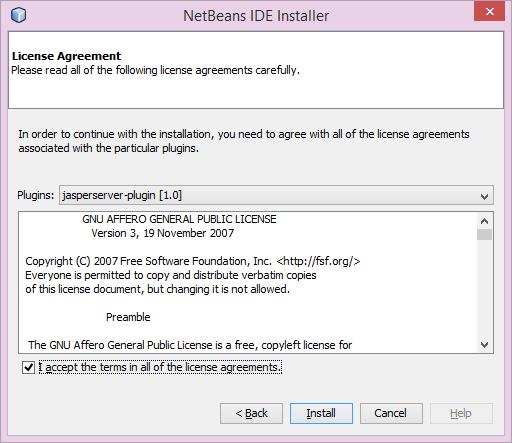 NetBeans IDE Installer
License Agreement
Please read all of the following license agreements carefully.
In order to continue with the installation, you need to agree with all of the license agreements
associated with the particular plugins.
Plugins: jasperserver-plugin [1.0]
GNU AFFERO GENERAL PUBLIC LICENSE
Version 3, 19 November 2007
Copyright (C) 2007 Free Software Foundation, Inc. <http://fsf.org/>
Everyone is permitted to copy and distribute verbatim copies
of this license document, but changing it is not allowed.
Preamble
The GNU Affero General Public License is a free, copyleft license for
I accept the terms in all of the license agreements.
< Back Install Cancel Help